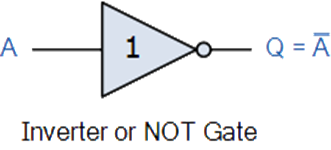 A 1 Q = A̅
Inverter or NOT Gate